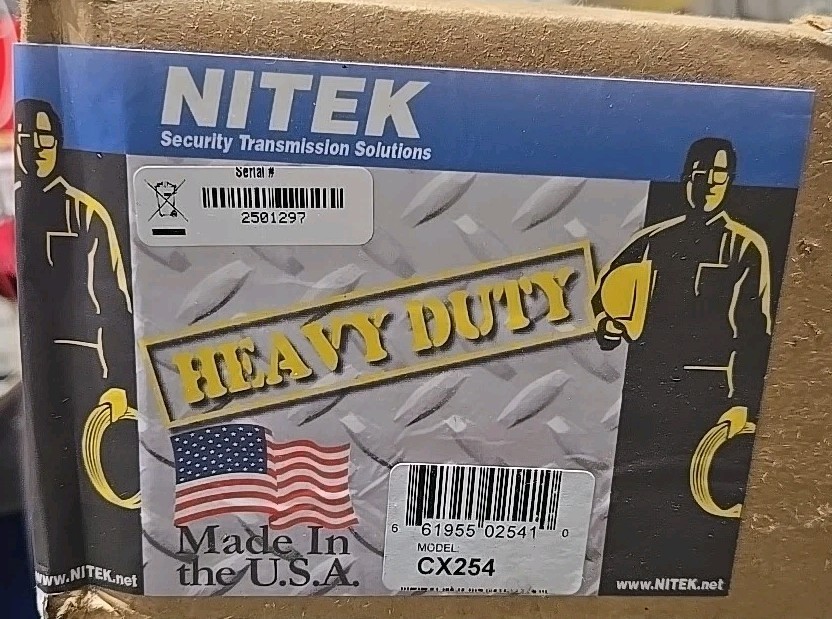 NITEK
Security Transmission Solutions
Serial #
2501297
HEAVY DUTY
Made In
the U.S.A.
6 61955 02541 0
MODEL:
CX254
www.NITEK.net
www.NITEK.net